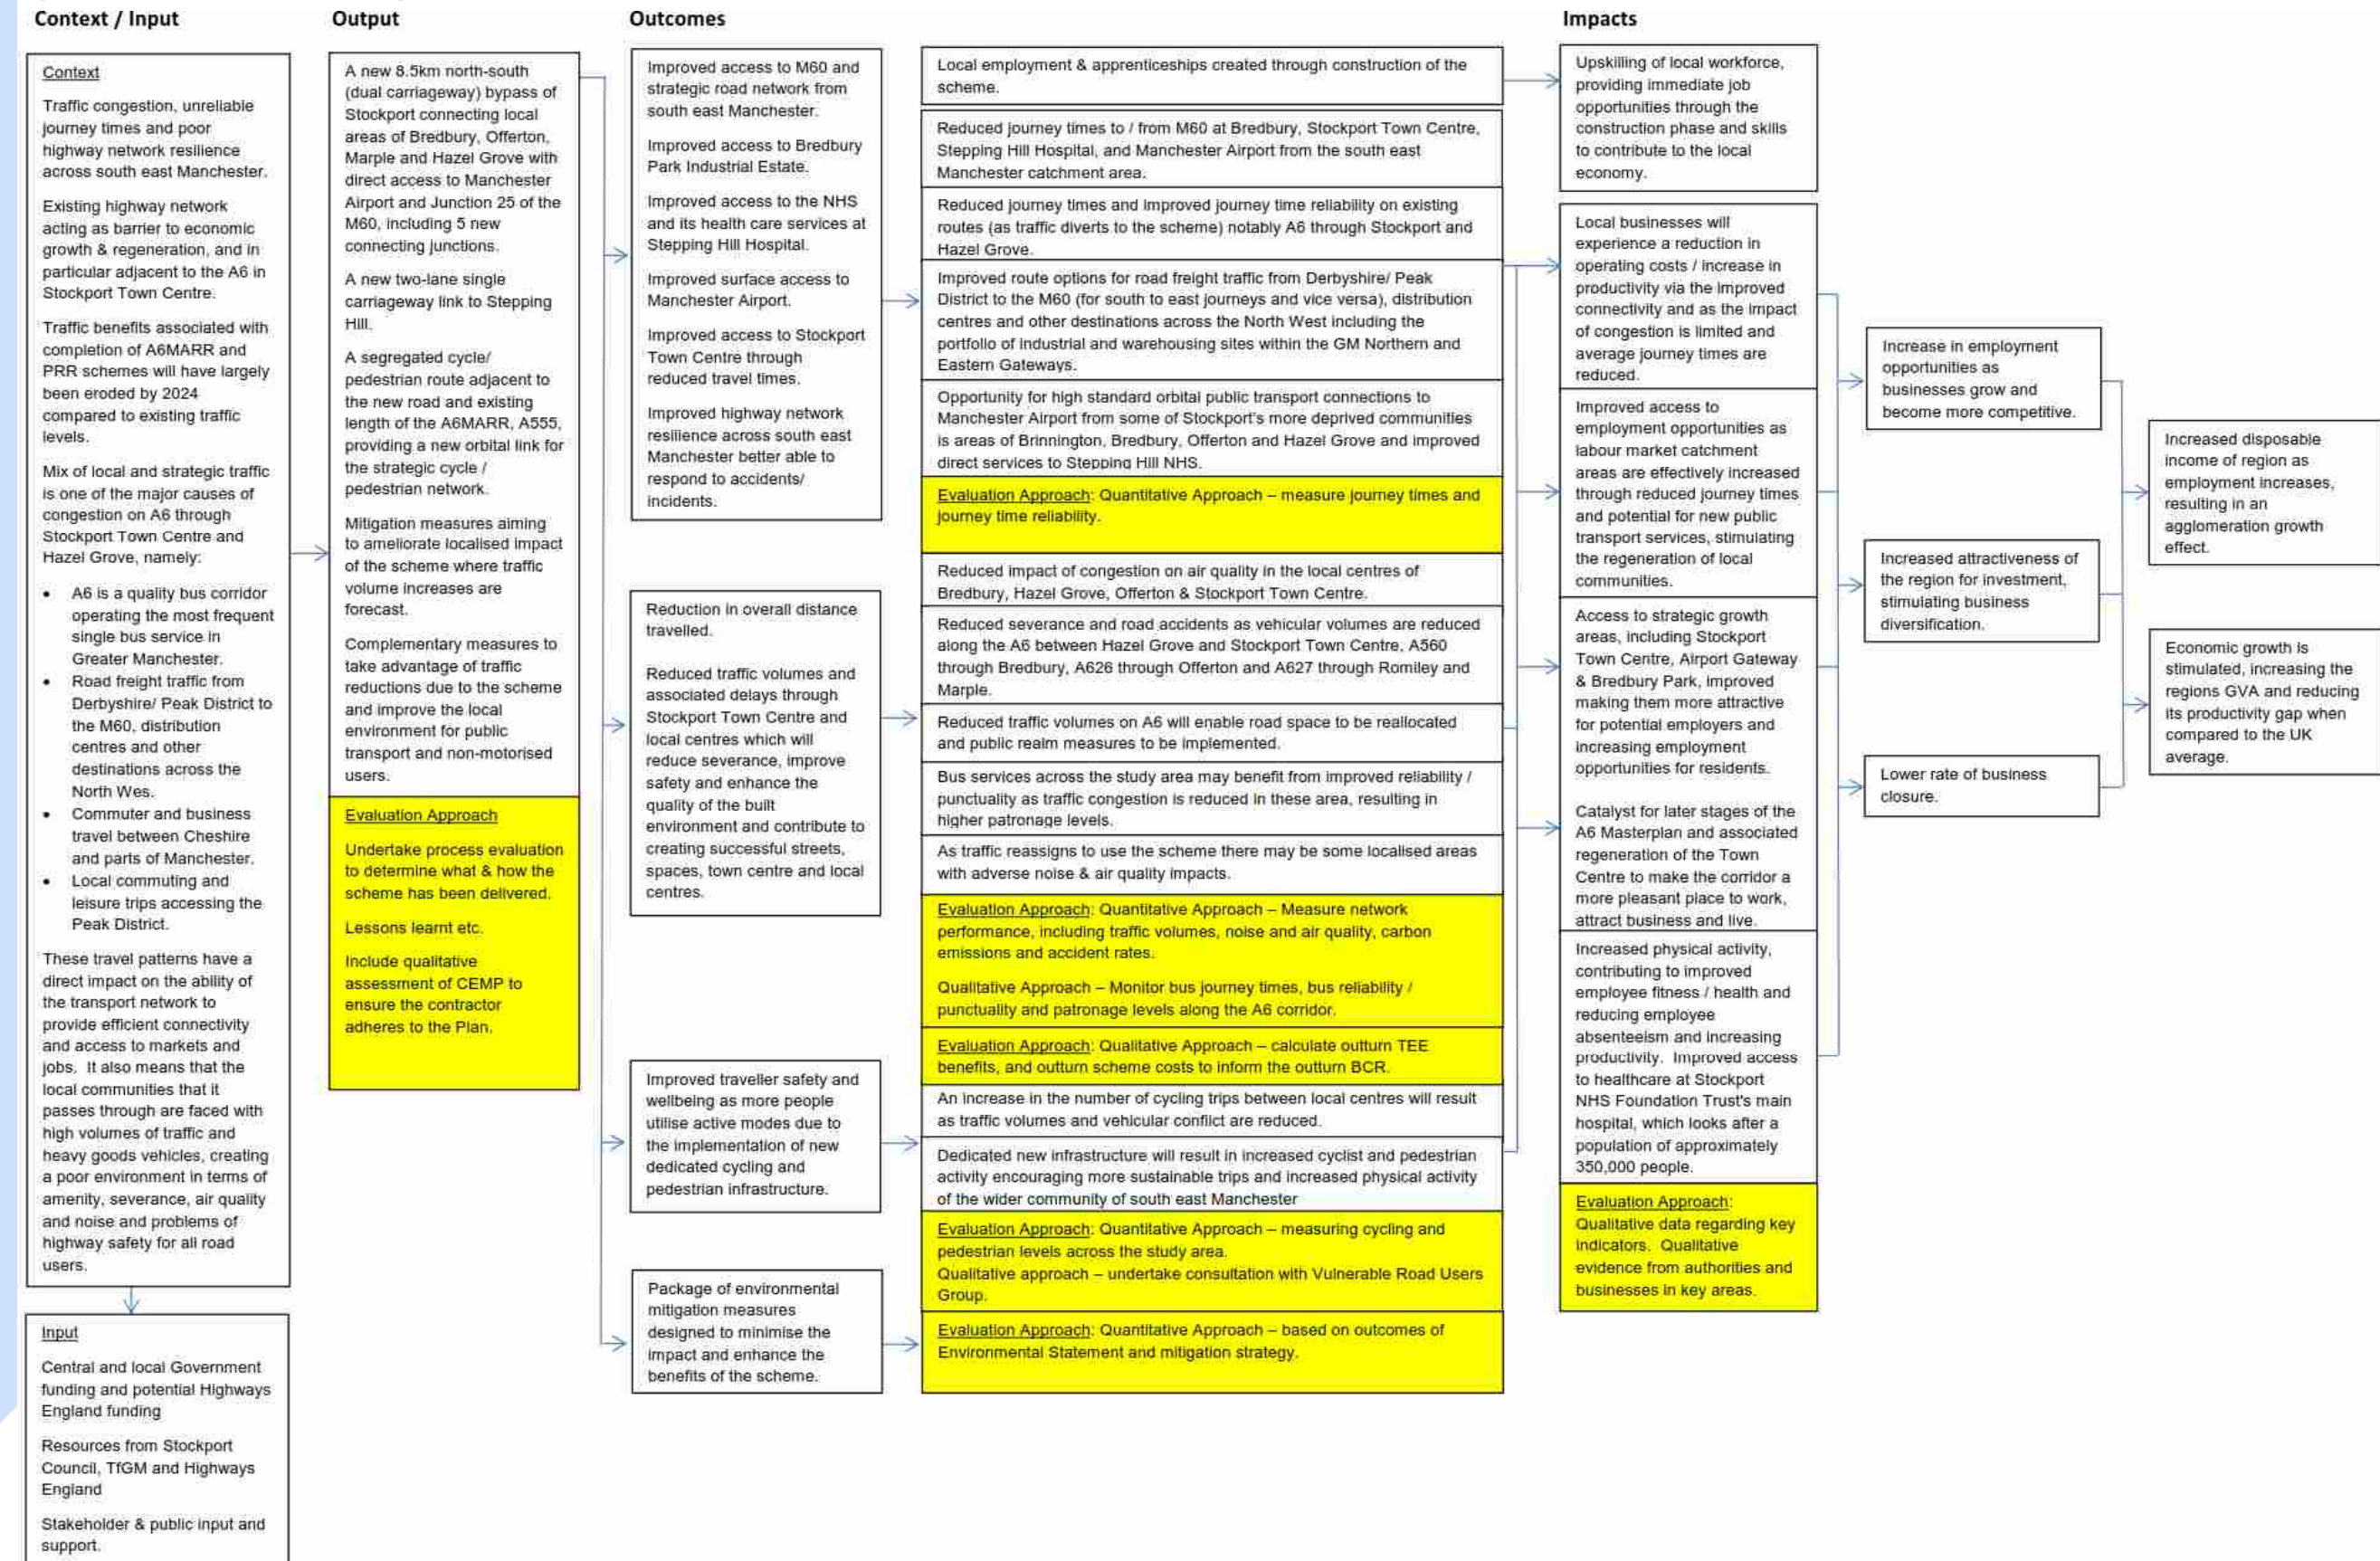 Context / Input
Output
Outcomes
Impacts
Context
Traffic congestion, unreliable
journey times and poor
highway network resilience
across south east Manchester.
Existing highway network
acting as barrier to economic
growth & regeneration, and in
particular adjacent to the A6 in
Stockport Town Centre.
Traffic benefits associated with
completion of A6MARR and
PRR schemes will have largely
been eroded by 2024
compared to existing traffic
levels.
Mix of local and strategic traffic
is one of the major causes of
congestion on A6 through
Stockport Town Centre and
Hazel Grove, namely:
• A6 is a quality bus corridor
operating the most frequent
single bus service in
Greater Manchester.
• Road freight traffic from
Derbyshire/ Peak District to
the M60, distribution
centres and other
destinations across the
North Wes.
• Commuter and business
travel between Cheshire
and parts of Manchester.
• Local commuting and
leisure trips accessing the
Peak District.
These travel patterns have a
direct impact on the ability of
the transport network to
provide efficient connectivity
and access to markets and
jobs. It also means that the
local communities that it
passes through are faced with
high volumes of traffic and
heavy goods vehicles, creating
a poor environment in terms of
amenity, severance, air quality
and noise and problems of
highway safety for all road
users.
Input
Central and local Government
funding and potential Highways
England funding
Resources from Stockport
Council, TfGM and Highways
England
Stakeholder & public input and
support.
A new 8.5km north-south
(dual carriageway) bypass of
Stockport connecting local
areas of Bredbury, Offerton,
Marple and Hazel Grove with
direct access to Manchester
Airport and Junction 25 of the
M60, including 5 new
connecting junctions.
A new two-lane single
carriageway link to Stepping
Hill.
A segregated cycle/
pedestrian route adjacent to
the new road and existing
length of the A6MARR, A555,
providing a new orbital link for
the strategic cycle /
pedestrian network.
Mitigation measures aiming
to ameliorate localised impact
of the scheme where traffic
volume increases are
forecast.
Complementary measures to
take advantage of traffic
reductions due to the scheme
and improve the local
environment for public
transport and non-motorised
users.
Evaluation Approach
Undertake process evaluation
to determine what & how the
scheme has been delivered.
Lessons learnt etc.
Include qualitative
assessment of CEMP to
ensure the contractor
adheres to the Plan.
Improved access to M60 and
strategic road network from
south east Manchester.
Improved access to Bredbury
Park Industrial Estate.
Improved access to the NHS
and its health care services at
Stepping Hill Hospital.
Improved surface access to
Manchester Airport.
Improved access to Stockport
Town Centre through
reduced travel times.
Improved highway network
resilience across south east
Manchester better able to
respond to accidents/
incidents.
Reduction in overall distance
travelled.
Reduced traffic volumes and
associated delays through
Stockport Town Centre and
local centres which will
reduce severance, improve
safety and enhance the
quality of the built
environment and contribute to
creating successful streets,
spaces, town centre and local
centres.
Improved traveller safety and
wellbeing as more people
utilise active modes due to
the implementation of new
dedicated cycling and
pedestrian infrastructure.
Package of environmental
mitigation measures
designed to minimise the
impact and enhance the
benefits of the scheme.
Local employment & apprenticeships created through construction of the
scheme.
Reduced journey times to / from M60 at Bredbury, Stockport Town Centre,
Stepping Hill Hospital, and Manchester Airport from the south east
Manchester catchment area.
Reduced journey times and improved journey time reliability on existing
routes (as traffic diverts to the scheme) notably A6 through Stockport and
Hazel Grove.
Improved route options for road freight traffic from Derbyshire/ Peak
District to the M60 (for south to east journeys and vice versa), distribution
centres and other destinations across the North West including the
portfolio of industrial and warehousing sites within the GM Northern and
Eastern Gateways.
Opportunity for high standard orbital public transport connections to
Manchester Airport from some of Stockport's more deprived communities
is areas of Brinnington, Bredbury, Offerton and Hazel Grove and improved
direct services to Stepping Hill NHS.
Evaluation Approach: Quantitative Approach – measure journey times and
journey time reliability.
Reduced impact of congestion on air quality in the local centres of
Bredbury, Hazel Grove, Offerton & Stockport Town Centre.
Reduced severance and road accidents as vehicular volumes are reduced
along the A6 between Hazel Grove and Stockport Town Centre, A560
through Bredbury, A626 through Offerton and A627 through Romiley and
Marple.
Reduced traffic volumes on A6 will enable road space to be reallocated
and public realm measures to be implemented.
Bus services across the study area may benefit from improved reliability /
punctuality as traffic congestion is reduced in these area, resulting in
higher patronage levels.
As traffic reassigns to use the scheme there may be some localised areas
with adverse noise & air quality impacts.
Evaluation Approach: Quantitative Approach – Measure network
performance, including traffic volumes, noise and air quality, carbon
emissions and accident rates.
Qualitative Approach – Monitor bus journey times, bus reliability /
punctuality and patronage levels along the A6 corridor.
Evaluation Approach: Qualitative Approach – calculate outturn TEE
benefits, and outturn scheme costs to inform the outturn BCR.
An increase in the number of cycling trips between local centres will result
as traffic volumes and vehicular conflict are reduced.
Dedicated new infrastructure will result in increased cyclist and pedestrian
activity encouraging more sustainable trips and increased physical activity
of the wider community of south east Manchester
Evaluation Approach: Quantitative Approach – measuring cycling and
pedestrian levels across the study area.
Qualitative approach – undertake consultation with Vulnerable Road Users
Group.
Evaluation Approach: Quantitative Approach – based on outcomes of
Environmental Statement and mitigation strategy.
Upskilling of local workforce,
providing immediate job
opportunities through the
construction phase and skills
to contribute to the local
economy.
Local businesses will
experience a reduction in
operating costs / increase in
productivity via the improved
connectivity and as the impact
of congestion is limited and
average journey times are
reduced.
Improved access to
employment opportunities as
labour market catchment
areas are effectively increased
through reduced journey times
and potential for new public
transport services, stimulating
the regeneration of local
communities.
Access to strategic growth
areas, including Stockport
Town Centre, Airport Gateway
& Bredbury Park, improved
making them more attractive
for potential employers and
increasing employment
opportunities for residents.
Catalyst for later stages of the
A6 Masterplan and associated
regeneration of the Town
Centre to make the corridor a
more pleasant place to work,
attract business and live.
Increased physical activity,
contributing to improved
employee fitness / health and
reducing employee
absenteeism and increasing
productivity. Improved access
to healthcare at Stockport
NHS Foundation Trust's main
hospital, which looks after a
population of approximately
350,000 people.
Evaluation Approach:
Qualitative data regarding key
indicators. Qualitative
evidence from authorities and
businesses in key areas.
Increase in employment
opportunities as
businesses grow and
become more competitive.
Increased attractiveness of
the region for investment,
stimulating business
diversification.
Lower rate of business
closure.
Increased disposable
income of region as
employment increases,
resulting in an
agglomeration growth
effect.
Economic growth is
stimulated, increasing the
regions GVA and reducing
its productivity gap when
compared to the UK
average.